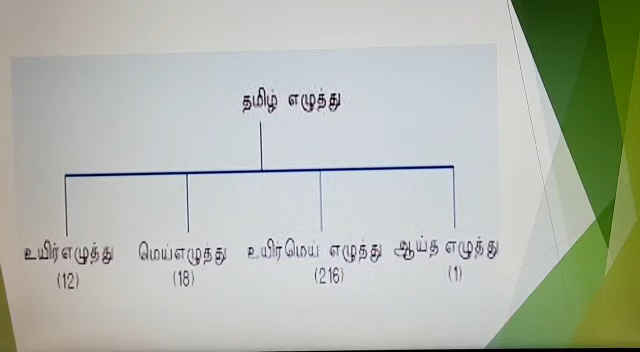 தமிழ் எழுத்து
உயிர்எழுத்து மெய்எழுத்து உயிர்மெய் எழுத்து ஆய்த எழுத்து
(12) (18) (216) (1)